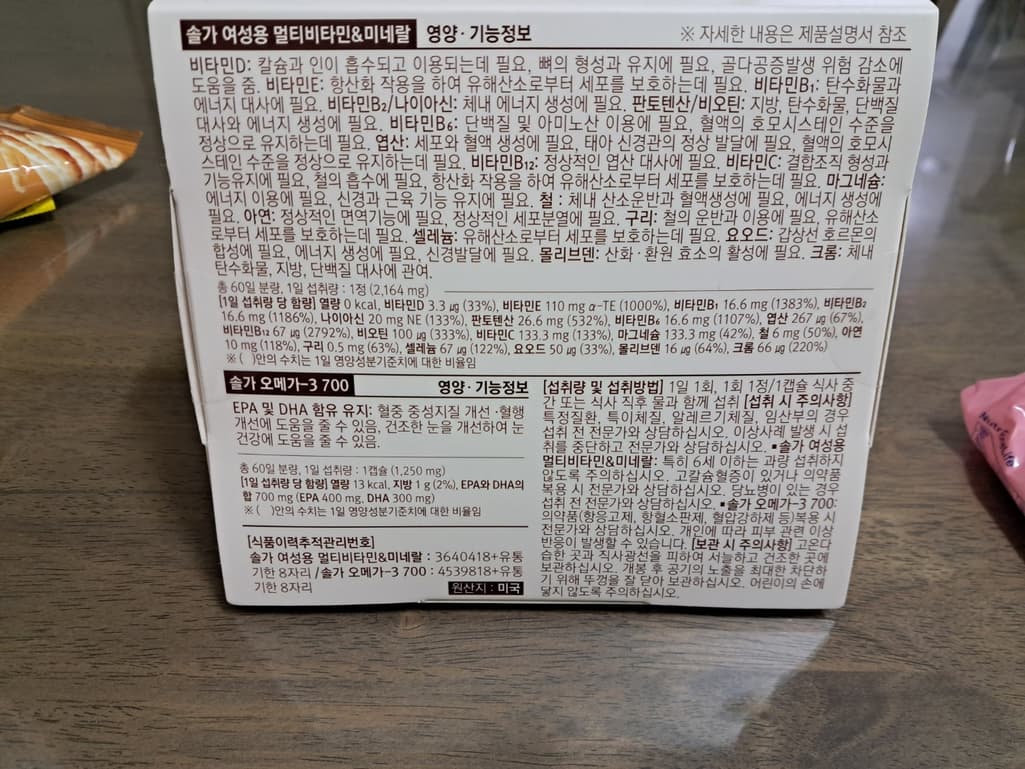 솔가 여성용 멀티비타민&미네랄 영양·기능정보 ※ 자세한 내용은 제품설명서 참조
비타민D: 칼슘과 인이 흡수되고 이용되는데 필요, 뼈의 형성과 유지에 필요, 골다공증발생 위험 감소에
도움을 줌. 비타민E: 항산화 작용을 하여 유해산소로부터 세포를 보호하는데 필요. 비타민B₁: 탄수화물과
에너지 대사에 필요. 비타민B₂/나이아신: 체내 에너지 생성에 필요. 판토텐산/비오틴: 지방, 탄수화물, 단백질
대사와 에너지 생성에 필요. 비타민B₆: 단백질 및 아미노산 이용에 필요, 혈액의 호모시스테인 수준을
정상으로 유지하는데 필요. 엽산: 세포와 혈액 생성에 필요, 태아 신경관의 정상 발달에 필요, 혈액의 호모시
스테인 수준을 정상으로 유지하는데 필요. 비타민B₁₂: 정상적인 엽산 대사에 필요. 비타민C: 결합조직 형성과
기능유지에 필요, 철의 흡수에 필요, 항산화 작용을 하여 유해산소로부터 세포를 보호하는데 필요. 마그네슘:
에너지 이용에 필요, 신경과 근육 기능 유지에 필요. 철 : 체내 산소운반과 혈액생성에 필요, 에너지 생성에
필요. 아연: 정상적인 면역기능에 필요, 정상적인 세포분열에 필요. 구리: 철의 운반과 이용에 필요, 유해산소
로부터 세포를 보호하는데 필요. 셀레늄: 유해산소로부터 세포를 보호하는데 필요. 요오드: 갑상선 호르몬의
합성에 필요, 에너지 생성에 필요, 신경발달에 필요. 몰리브덴: 산화·환원 효소의 활성에 필요. 크롬: 체내
탄수화물, 지방, 단백질 대사에 관여.
총 60일 분량, 1일 섭취량 : 1정 (2,164 mg)
[1일 섭취량 당 함량] 열량 0 kcal, 비타민D 3.3 ㎍ (33%), 비타민E 110 mg α-TE (1000%), 비타민B₁ 16.6 mg (1383%), 비타민B₂
16.6 mg (1186%), 나이아신 20 mg NE (133%), 판토텐산 26.6 mg (532%), 비타민B₆ 16.6 mg (1107%), 엽산 267 ㎍ (67%),
비타민B₁₂ 67 ㎍ (2792%), 비오틴 100 ㎍ (333%), 비타민C 133.3 mg (133%), 마그네슘 133.3 mg (42%), 철 6 mg (50%), 아연
10 mg (118%), 구리 0.5 mg (63%), 셀레늄 67 ㎍ (122%), 요오드 50 ㎍ (33%), 몰리브덴 16 ㎍ (64%), 크롬 66 ㎍ (220%)
※ ( )안의 수치는 1일 영양성분기준치에 대한 비율임
솔가 오메가-3 700 영양·기능정보
EPA 및 DHA 함유 유지: 혈중 중성지질 개선·혈행
개선에 도움을 줄 수 있음, 건조한 눈을 개선하여 눈
건강에 도움을 줄 수 있음.
총 60일 분량, 1일 섭취량 : 1캡슐 (1,250 mg)
[1일 섭취량 당 함량] 열량 13 kcal, 지방 1 g (2%), EPA와 DHA의
합 700 mg (EPA 400 mg, DHA 300 mg)
※ ( )안의 수치는 1일 영양성분기준치에 대한 비율임
[식품이력추적관리번호]
솔가 여성용 멀티비타민&미네랄 : 3640418+유통
기한 8자리 /솔가 오메가-3 700 : 4539818+유통
기한 8자리
원산지 : 미국
[섭취량 및 섭취방법] 1일 1회, 1회 1정/1캡슐 식사 중
간 또는 식사 직후 물과 함께 섭취 [섭취 시 주의사항]
특정질환, 특이체질, 알레르기체질, 임산부의 경우
섭취 전 전문가와 상담하십시오. 이상사례 발생 시 섭
취를 중단하고 전문가와 상담하십시오. ▪솔가 여성용
멀티비타민&미네랄: 특히 6세 이하는 과량 섭취하지
않도록 주의하십시오. 고칼슘혈증이 있거나 의약품
복용 시 전문가와 상담하십시오. 당뇨병이 있는 경우
섭취 전 전문가와 상담하십시오. ▪솔가 오메가-3 700:
의약품(항응고제, 항혈소판제, 혈압강하제 등)복용 시
전문가와 상담하십시오. 개인에 따라 피부 관련 이상
반응이 발생할 수 있습니다. [보관 시 주의사항] 고온다
습한 곳과 직사광선을 피하여 서늘하고 건조한 곳에
보관하십시오. 개봉 후 공기의 노출을 최대한 차단하
기 위해 뚜껑을 잘 닫아 보관하십시오. 어린이의 손에
닿지 않도록 주의하십시오.
NutriOneLife